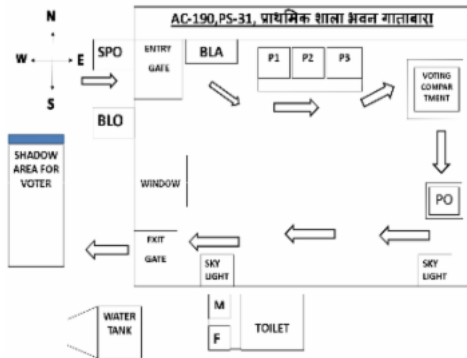 AC-190,PS-31, प्राथमिक शाला भवन गाताबारा
N
W
E
S
SPO
ENTRY
GATE
BLA
P1
P2
P3
VOTING
COMPAR
TMENT
BLO
SHADOW
AREA FOR
VOTER
WINDOW
PO
EXIT
GATE
SKY
LIGHT
SKY
LIGHT
WATER
TANK
M
F
TOILET